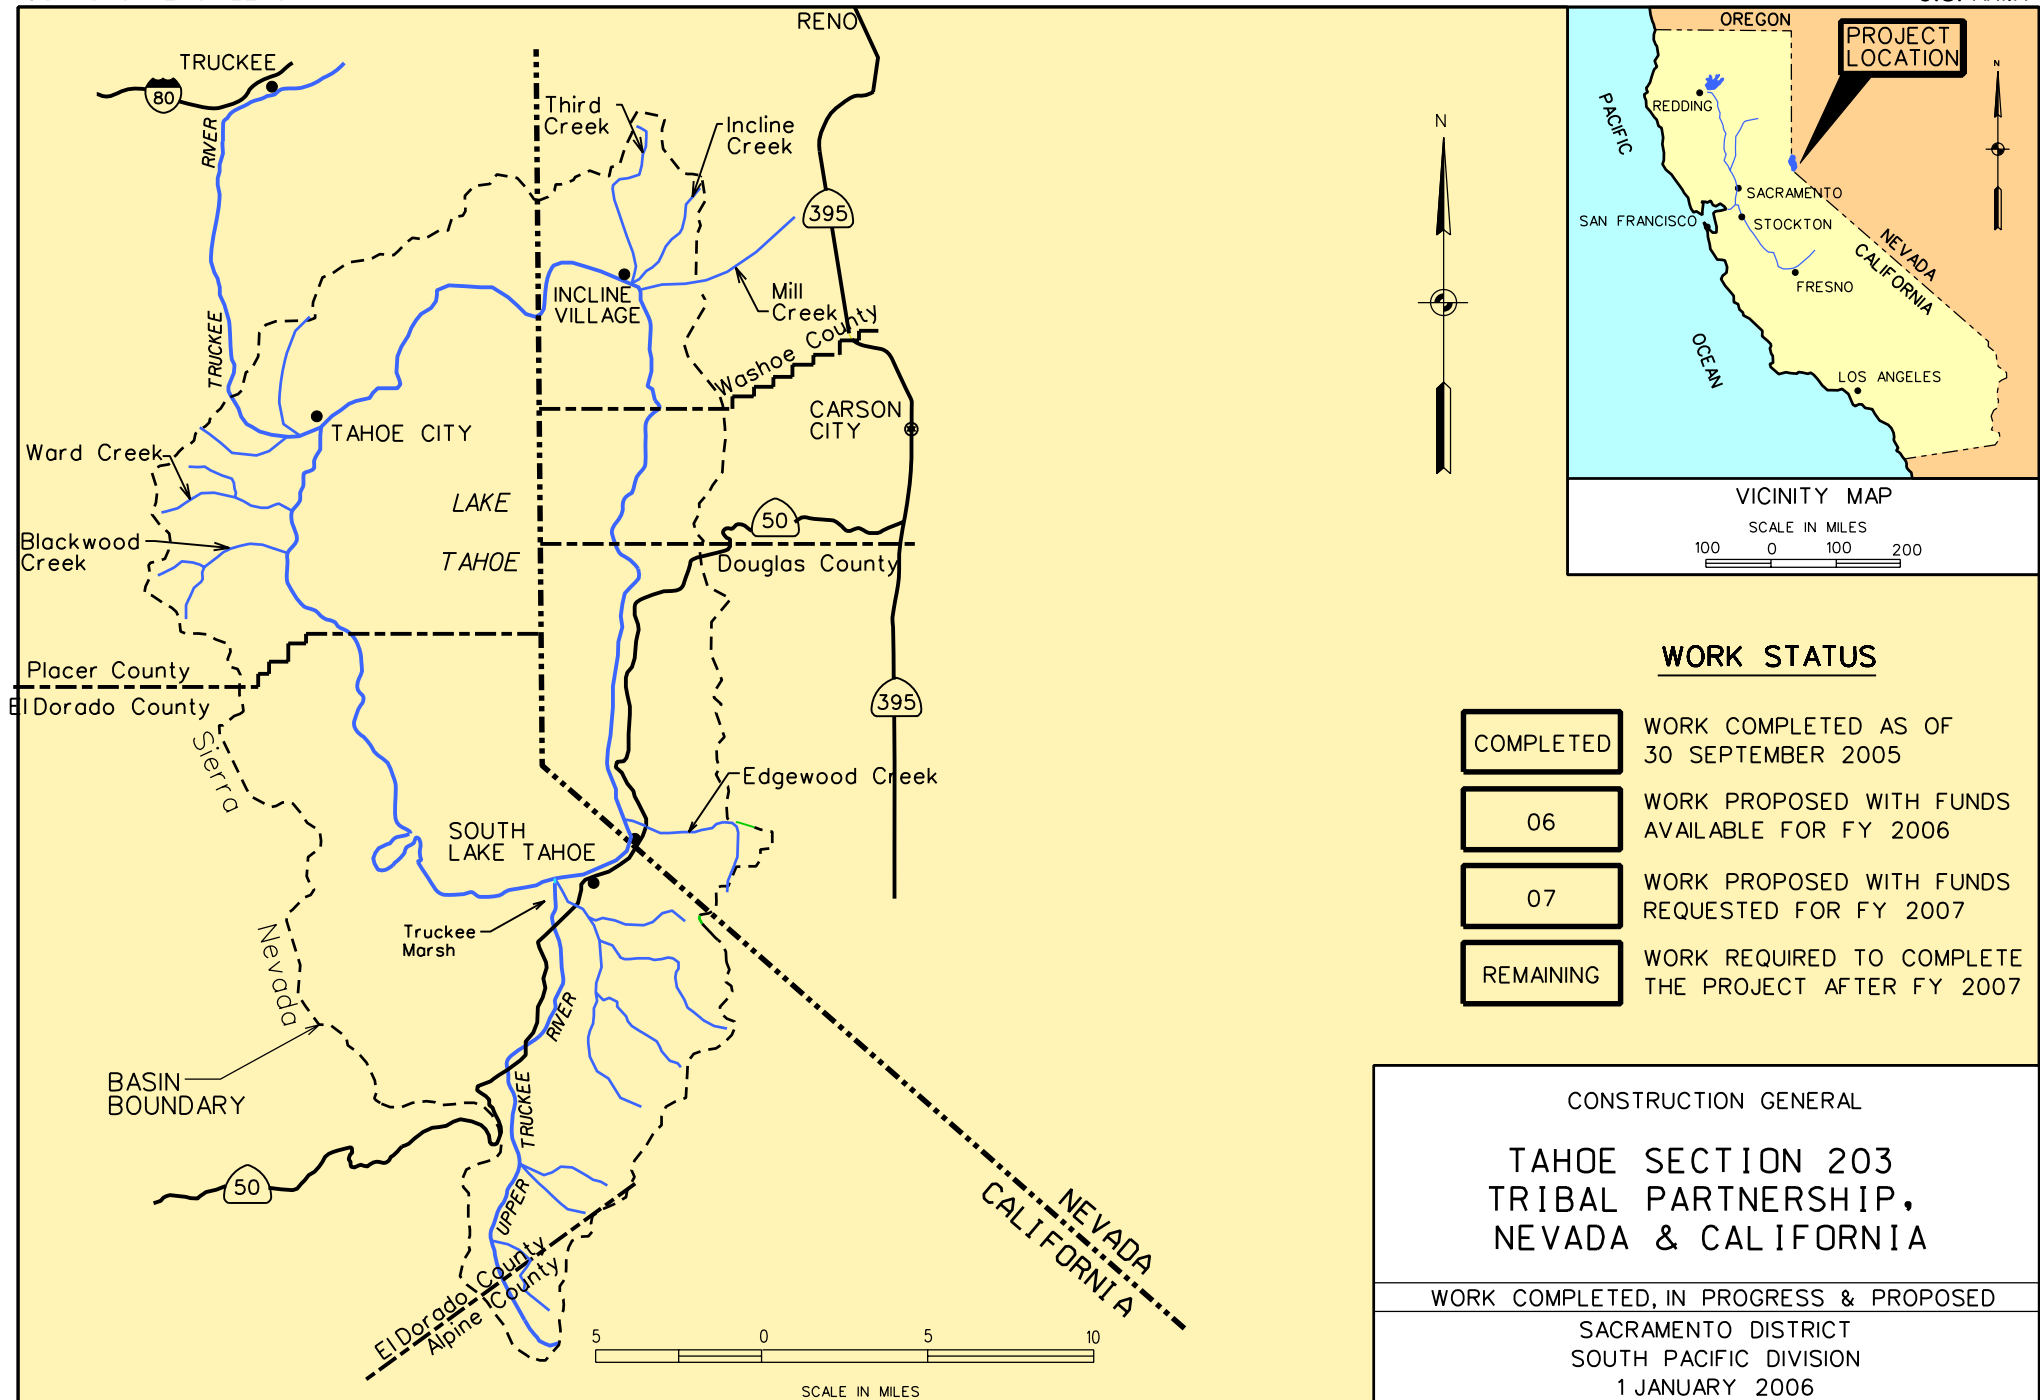 RENO
TRUCKEE
80
RIVER
TRUCKEE
Third
Creek
Incline
Creek
395
INCLINE
VILLAGE
Mill
Creek
Washoe County
TAHOE CITY
CARSON
CITY
Ward Creek
LAKE
TAHOE
50
Blackwood
Creek
Douglas County
Placer County
El Dorado County
395
Sierra
Nevada
Edgewood Creek
SOUTH
LAKE TAHOE
Truckee
Marsh
RIVER
TRUCKEE
UPPER
BASIN
BOUNDARY
50
El Dorado County
Alpine County
NEVADA
CALIFORNIA
5 0 5 10
SCALE IN MILES
N
OREGON
PROJECT
LOCATION
N
PACIFIC
OCEAN
REDDING
SACRAMENTO
SAN FRANCISCO
STOCKTON
NEVADA
CALIFORNIA
FRESNO
LOS ANGELES
VICINITY MAP
SCALE IN MILES
100 0 100 200
WORK STATUS
COMPLETED
WORK COMPLETED AS OF
30 SEPTEMBER 2005
06
WORK PROPOSED WITH FUNDS
AVAILABLE FOR FY 2006
07
WORK PROPOSED WITH FUNDS
REQUESTED FOR FY 2007
REMAINING
WORK REQUIRED TO COMPLETE
THE PROJECT AFTER FY 2007
CONSTRUCTION GENERAL
TAHOE SECTION 203
TRIBAL PARTNERSHIP,
NEVADA & CALIFORNIA
WORK COMPLETED, IN PROGRESS & PROPOSED
SACRAMENTO DISTRICT
SOUTH PACIFIC DIVISION
1 JANUARY 2006